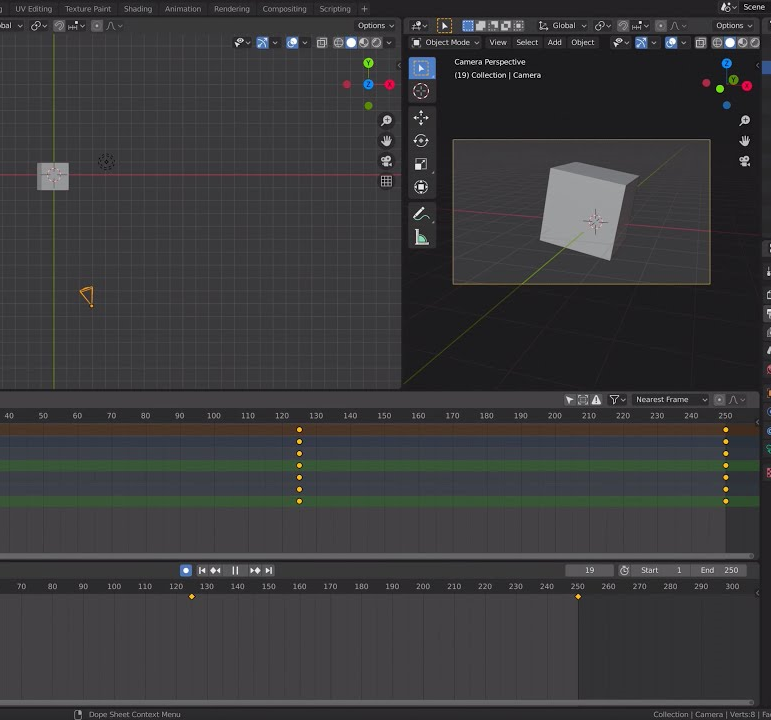 UV Editing Texture Paint Shading Animation Rendering Compositing Scripting + Scene
bal Options Global Options
Object Mode View Select Add Object
Y
Z
X
Camera Perspective
(19) Collection | Camera
Z
Y
X
Nearest Frame
40 50 60 70 80 90 100 110 120 130 140 150 160 170 180 190 200 210 220 230 240 250
19 Start 1 End 250
70 80 90 100 110 120 130 140 150 160 170 180 190 200 210 220 230 240 250 260 270 280 290 300
Dope Sheet Context Menu Collection | Camera | Verts:8 | Fa